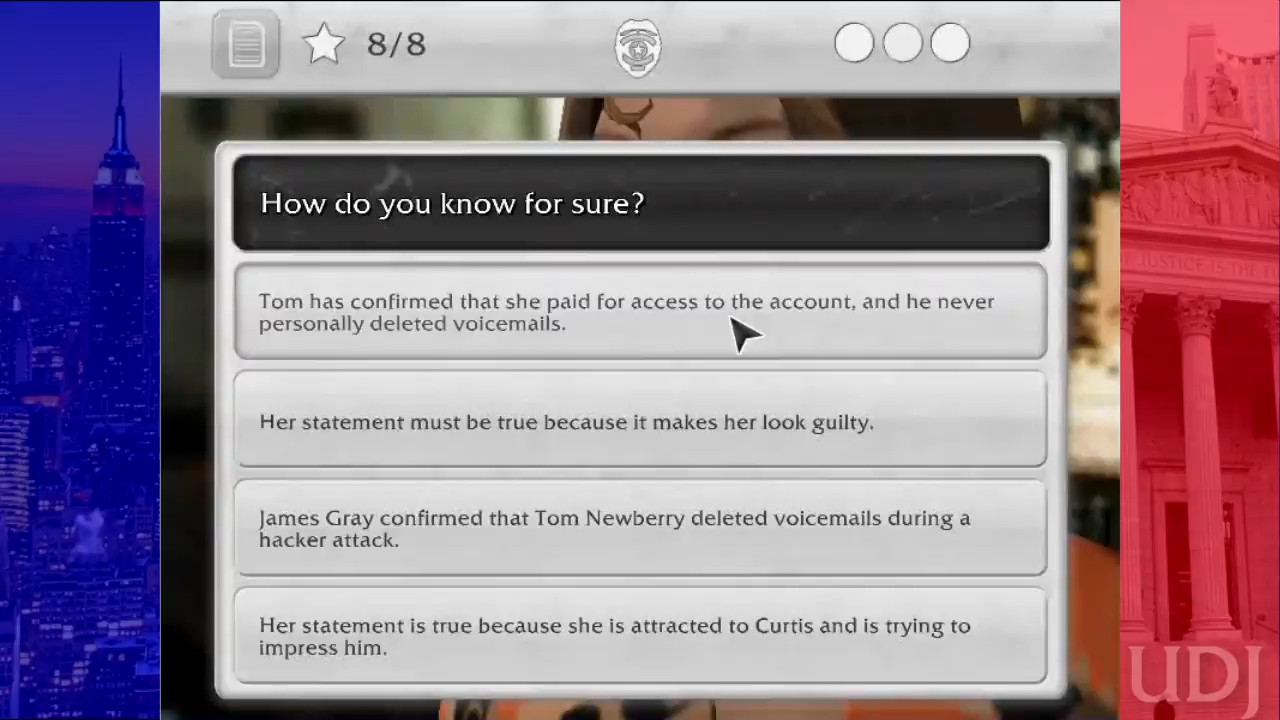 8/8
How do you know for sure?
Tom has confirmed that she paid for access to the account, and he never
personally deleted voicemails.
Her statement must be true because it makes her look guilty.
James Gray confirmed that Tom Newberry deleted voicemails during a
hacker attack.
Her statement is true because she is attracted to Curtis and is trying to
impress him.
JUSTICE IS THE
UDJ